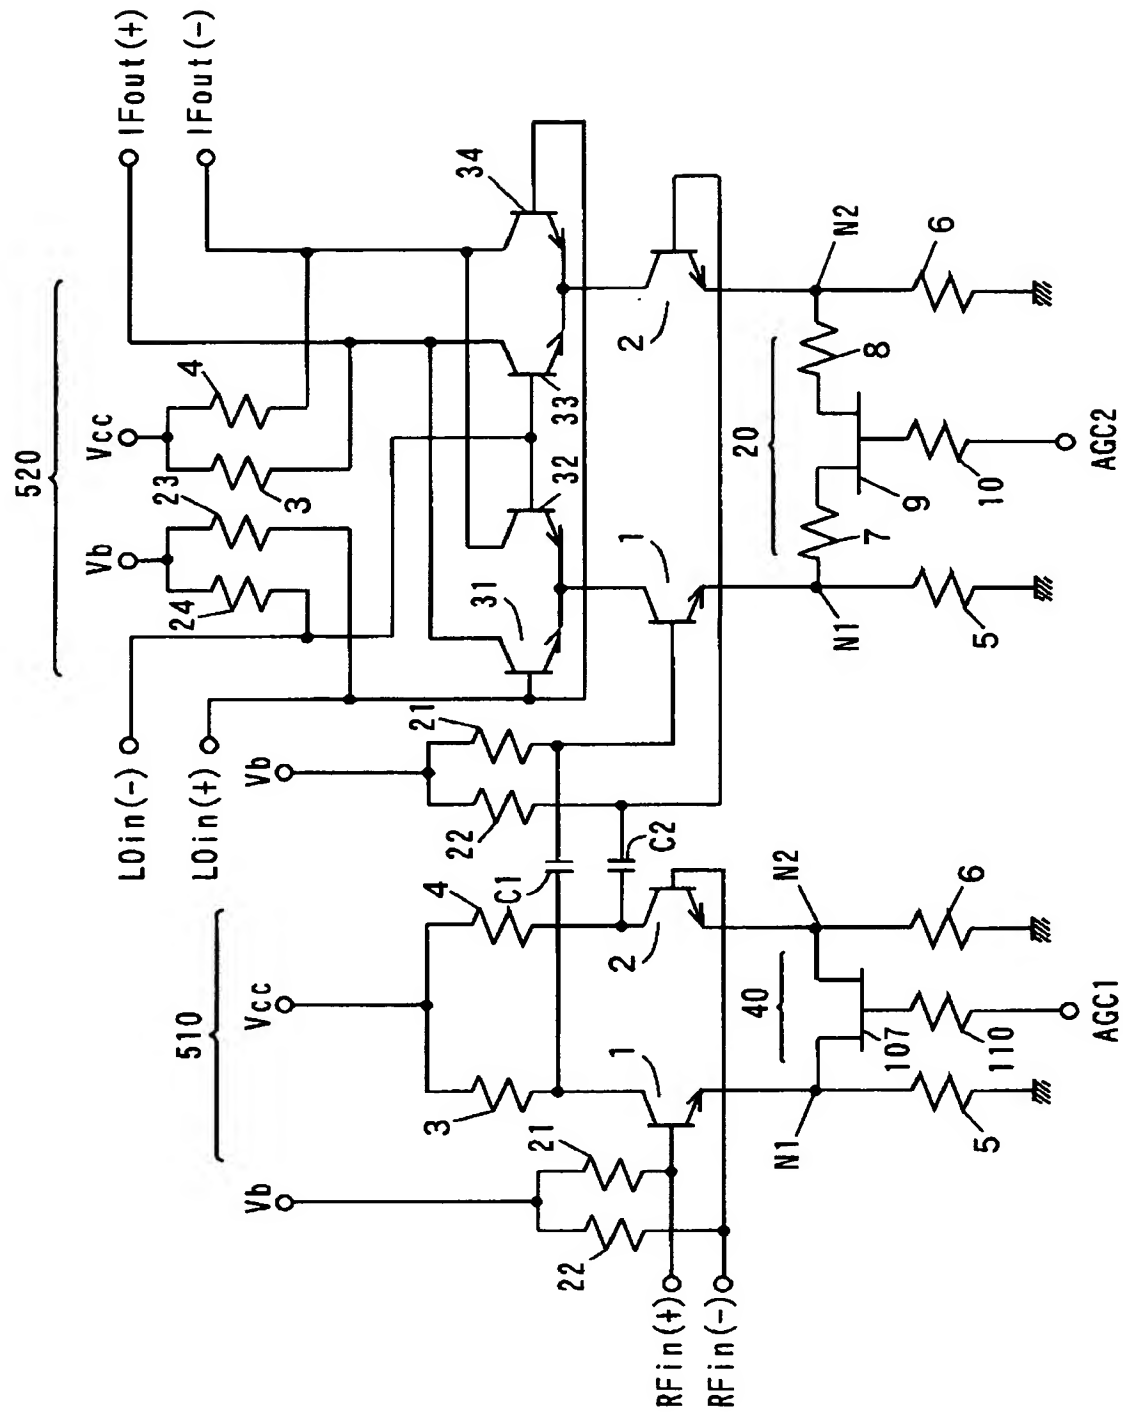 520
IFout(+)
IFout(-)
Vcc
4
3
Vb
23
24
LOin(-)
LOin(+)
34
33
32
31
Vb
21
22
2
1
N2
6
8
20
9
10
AGC2
7
N1
5
510
Vcc
4
3
C1
C2
Vb
21
22
RFin(+)
RFin(-)
2
1
N2
6
40
107
110
AGC1
N1
5